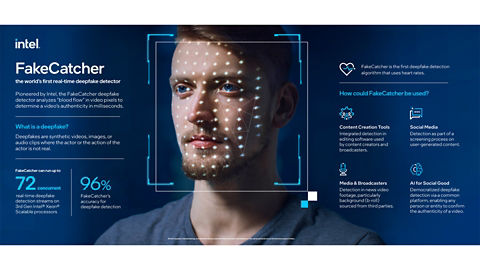 intel.
FakeCatcher
the world's first real-time deepfake detector
Pioneered by Intel, the FakeCatcher deepfake
detector analyzes "blood flow" in video pixels to
determine a video's authenticity in milliseconds.
What is a deepfake?
Deepfakes are synthetic videos, images, or
audio clips where the actor or the action of the
actor is not real.
FakeCatcher can run up to
72 concurrent
real-time deepfake
detection streams on
3rd Gen Intel® Xeon®
Scalable processors.
96%
FakeCatcher's
accuracy for
deepfake detection
FakeCatcher is the first deepfake detection
algorithm that uses heart rates.
How could FakeCatcher be used?
Content Creation Tools
Integrated detection in
editing software used
by content creators and
broadcasters.
Social Media
Detection as part of a
screening process on
user-generated content.
Media & Broadcasters
Detection in news video
footage, particularly
background (b-roll)
sourced from third parties.
AI for Social Good
Democratized deepfake
detection via a common
platform, enabling any
person or entity to confirm
the authenticity of a video.